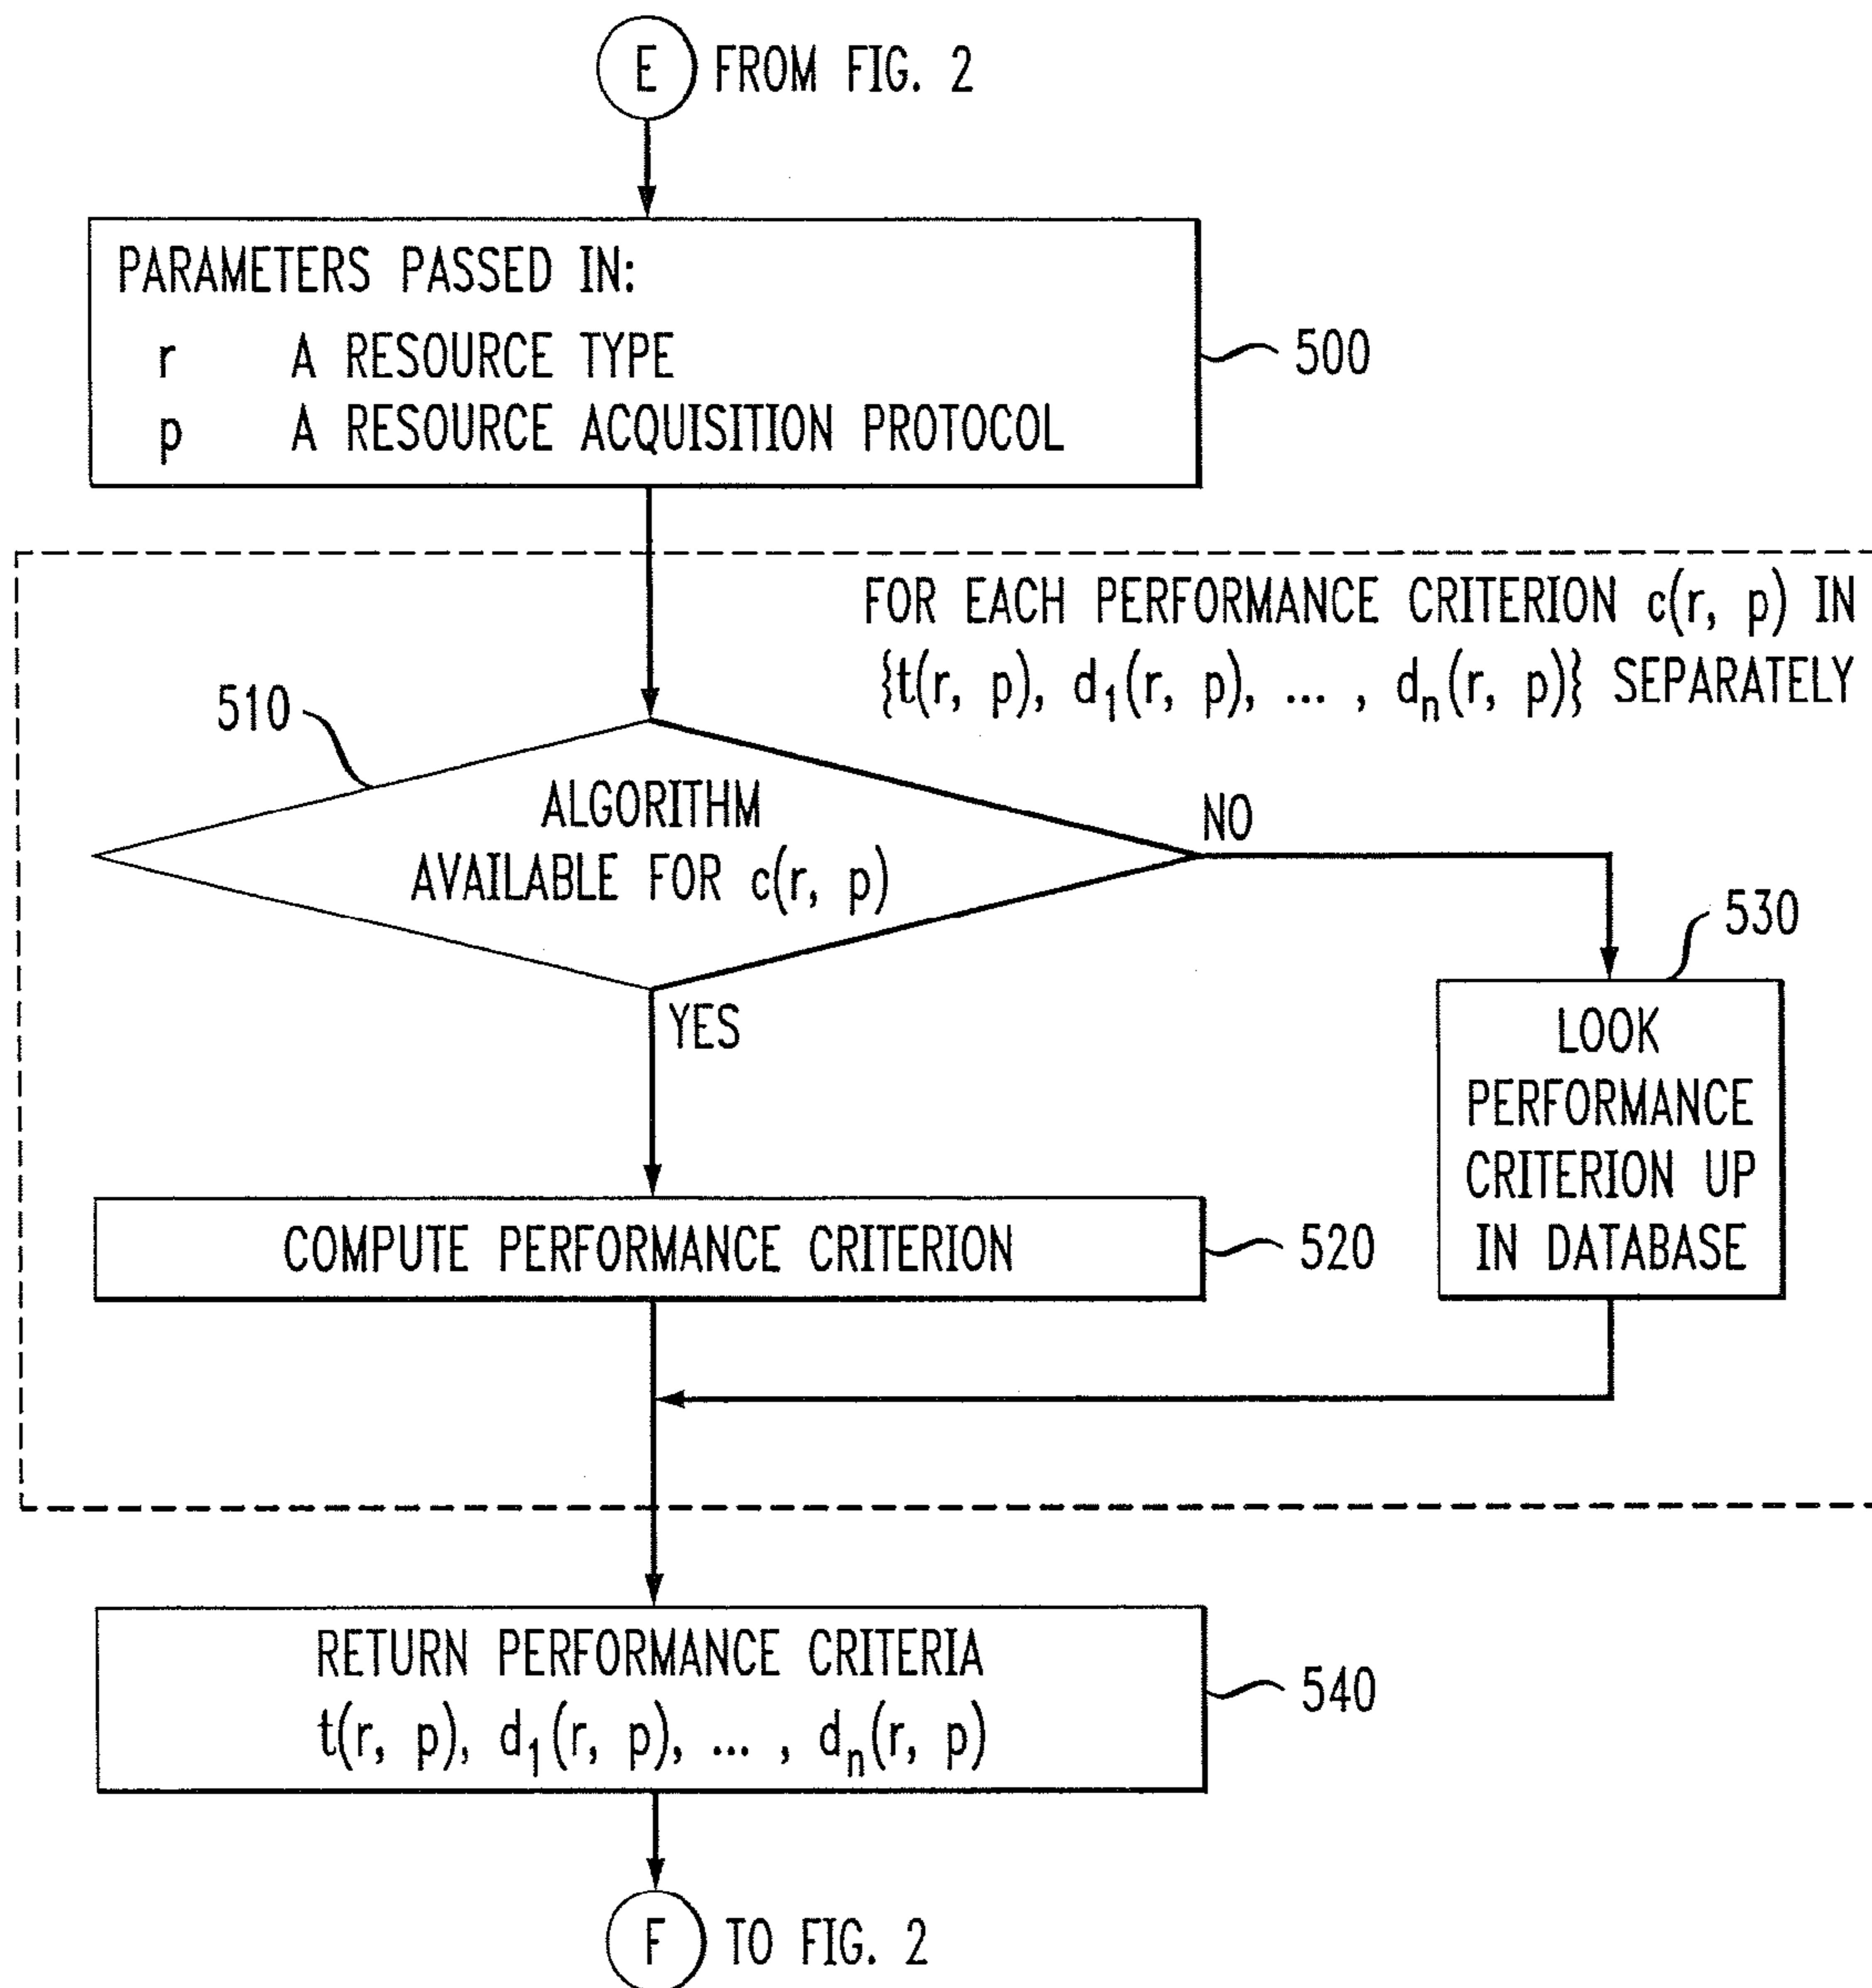 E FROM FIG. 2
PARAMETERS PASSED IN:
r A RESOURCE TYPE
p A RESOURCE ACQUISITION PROTOCOL
500
FOR EACH PERFORMANCE CRITERION c(r, p) IN
{t(r, p), d1(r, p), ... , dn(r, p)} SEPARATELY
510
ALGORITHM
AVAILABLE FOR c(r, p)
NO
YES
530
LOOK
PERFORMANCE
CRITERION UP
IN DATABASE
COMPUTE PERFORMANCE CRITERION
520
RETURN PERFORMANCE CRITERIA
t(r, p), d1(r, p), ... , dn(r, p)
540
F TO FIG. 2